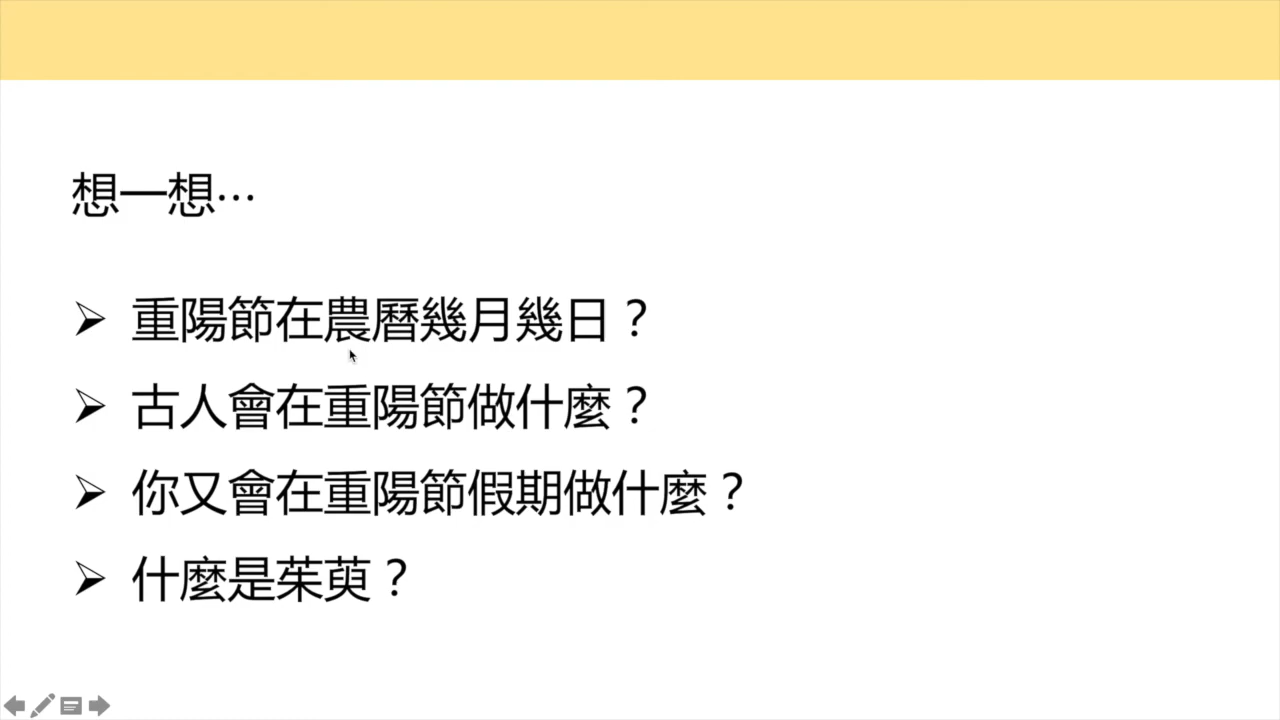 想一想…
重陽節在農曆幾月幾日？
古人會在重陽節做什麼？
你又會在重陽節假期做什麼？
什麼是茱萸？